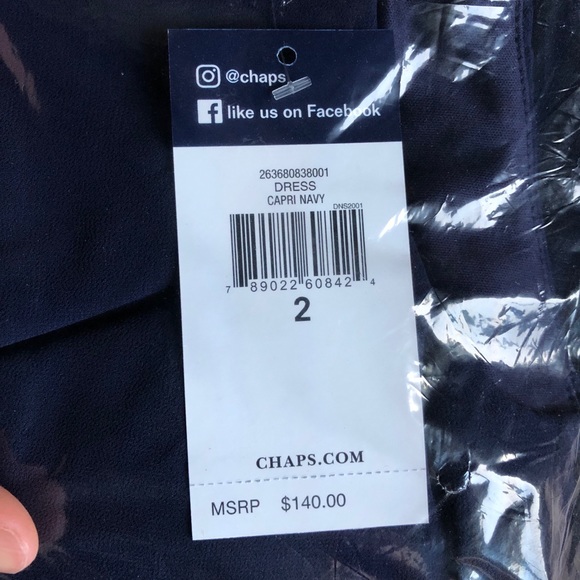 @chaps
like us on Facebook
263680838001
DRESS
CAPRI NAVY
DNS2001
7 89022 60842 4
2
CHAPS.COM
MSRP $140.00